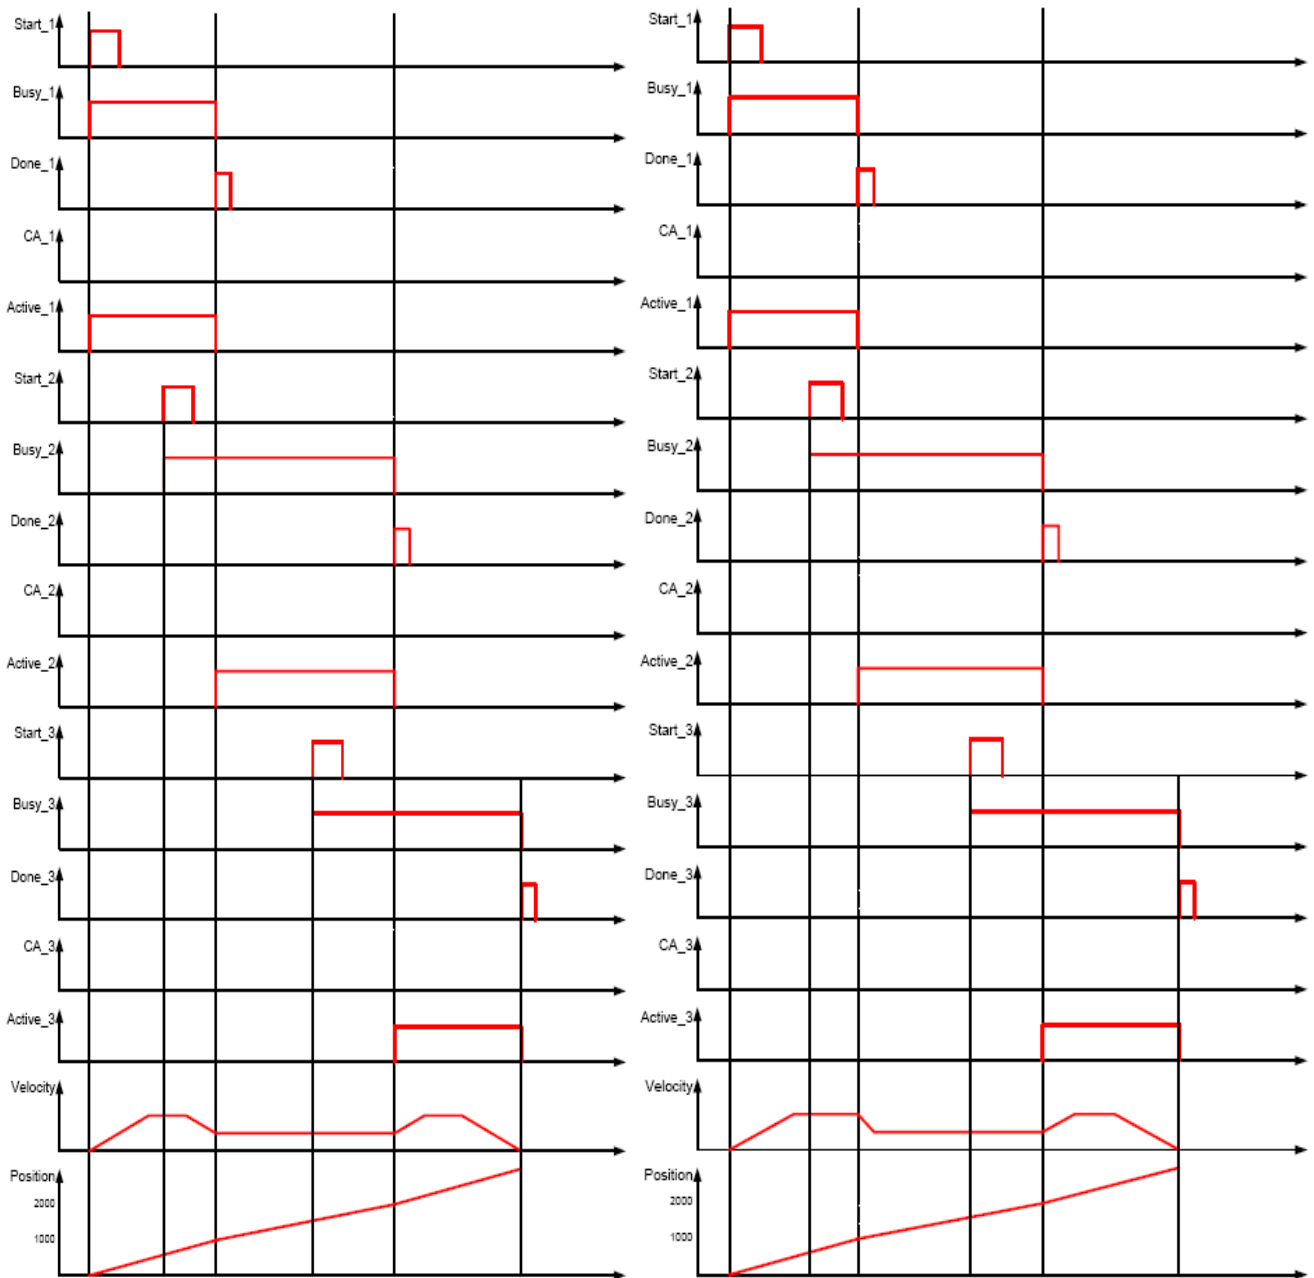 Start_1
Busy_1
Done_1
CA_1
Active_1
Start_2
Busy_2
Done_2
CA_2
Active_2
Start_3
Busy_3
Done_3
CA_3
Active_3
Velocity
Position
2000
1000
Start_1
Busy_1
Done_1
CA_1
Active_1
Start_2
Busy_2
Done_2
CA_2
Active_2
Start_3
Busy_3
Done_3
CA_3
Active_3
Velocity
Position
2000
1000